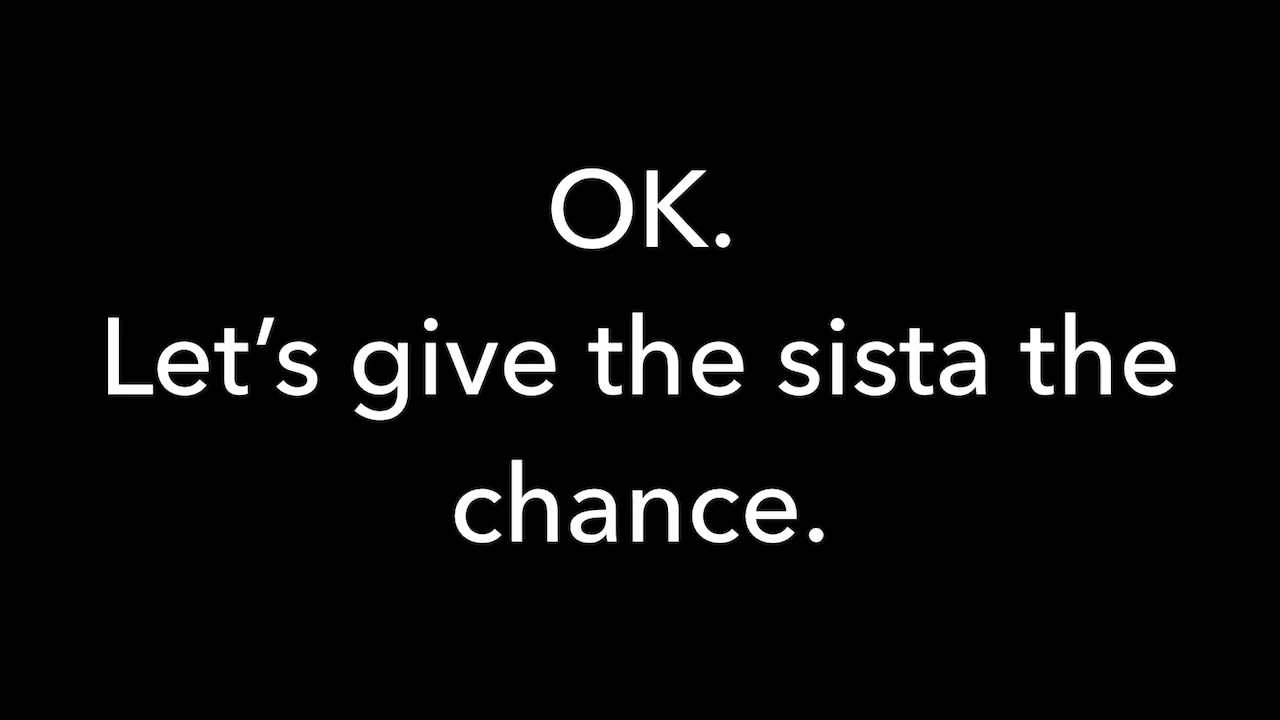 OK.
Let’s give the sista the
chance.